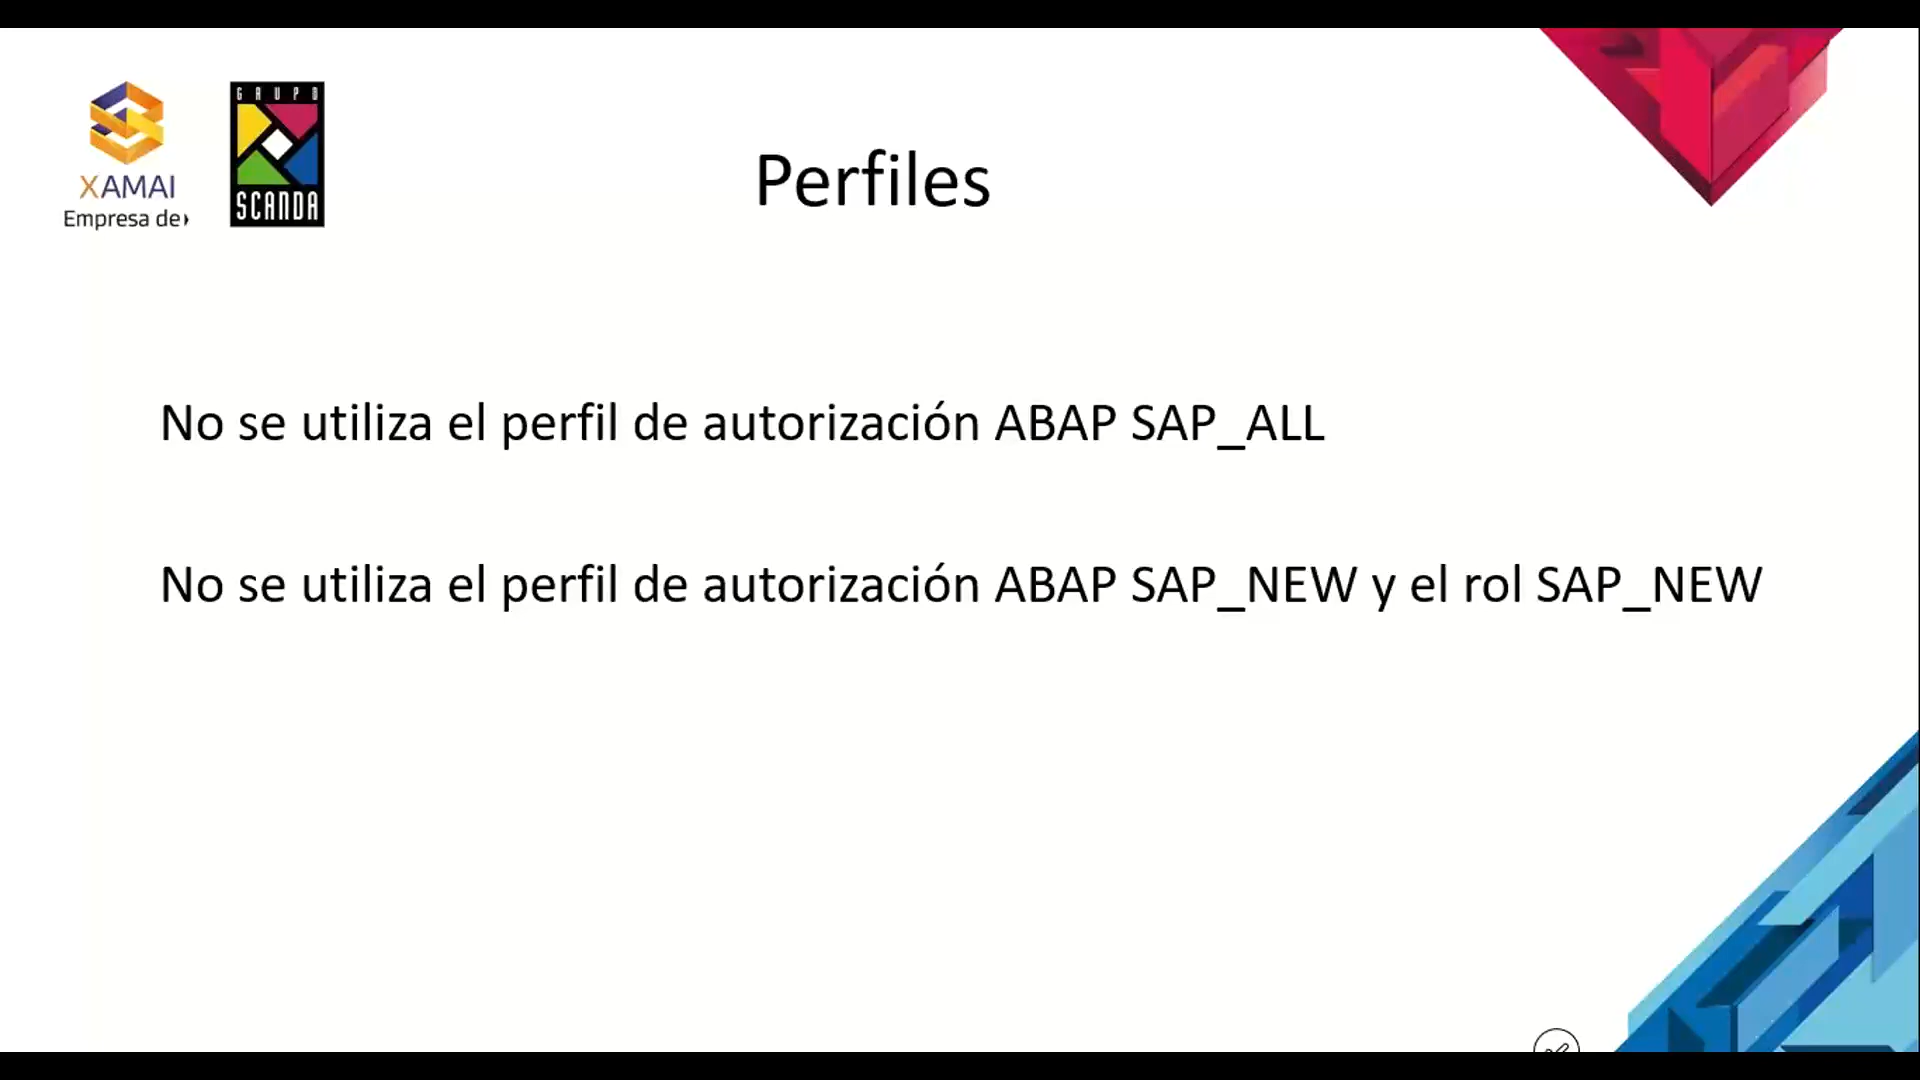 GRUPO
SCANDA
XAMAI
Empresa de
Perfiles
No se utiliza el perfil de autorización ABAP SAP_ALL
No se utiliza el perfil de autorización ABAP SAP_NEW y el rol SAP_NEW